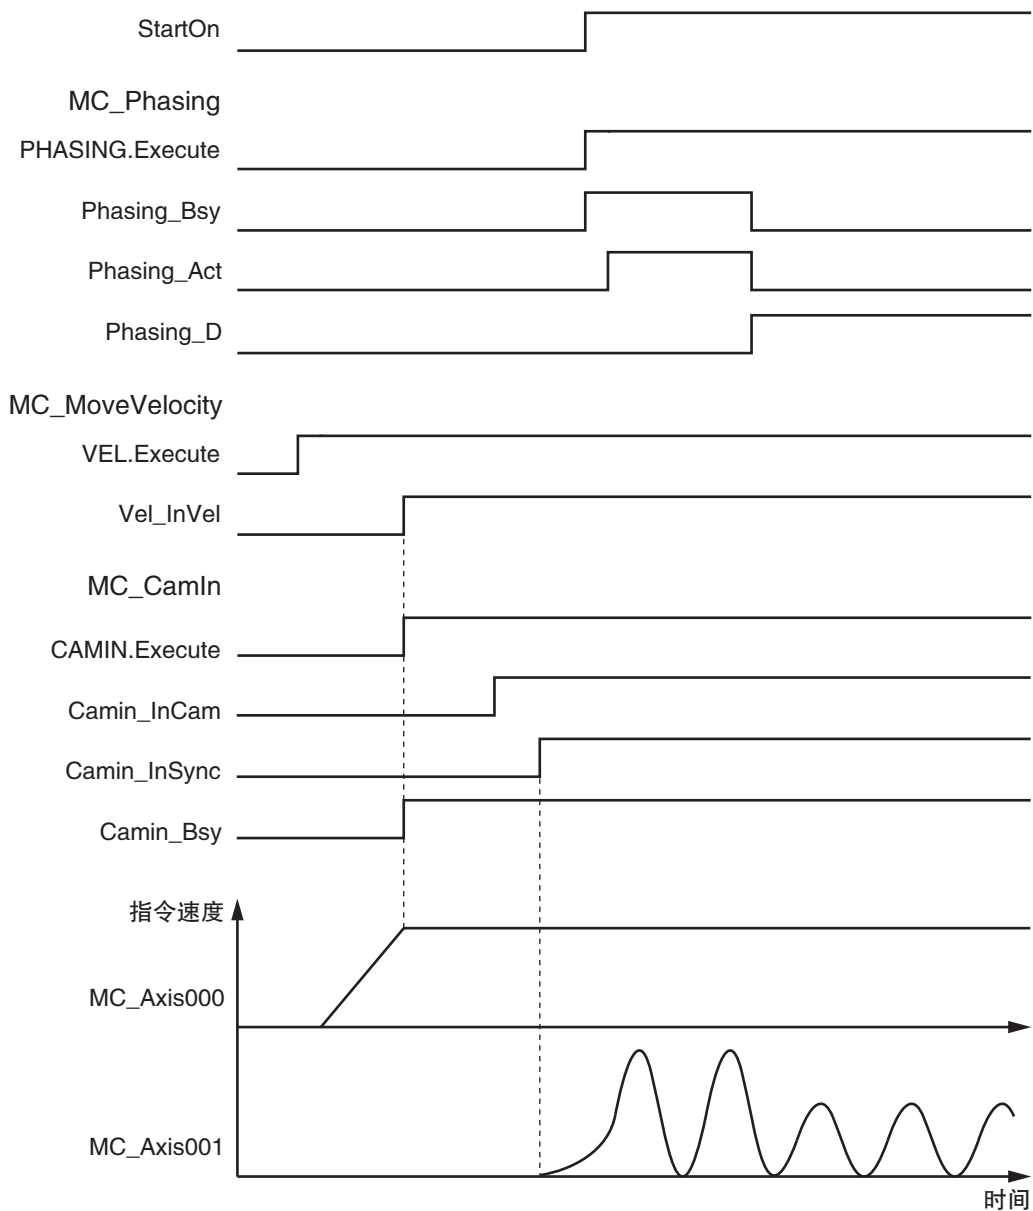 StartOn
MC_Phasing
PHASING.Execute
Phasing_Bsy
Phasing_Act
Phasing_D
MC_MoveVelocity
VEL.Execute
Vel_InVel
MC_CamIn
CAMIN.Execute
Camin_InCam
Camin_InSync
Camin_Bsy
指令速度
MC_Axis000
MC_Axis001
时间